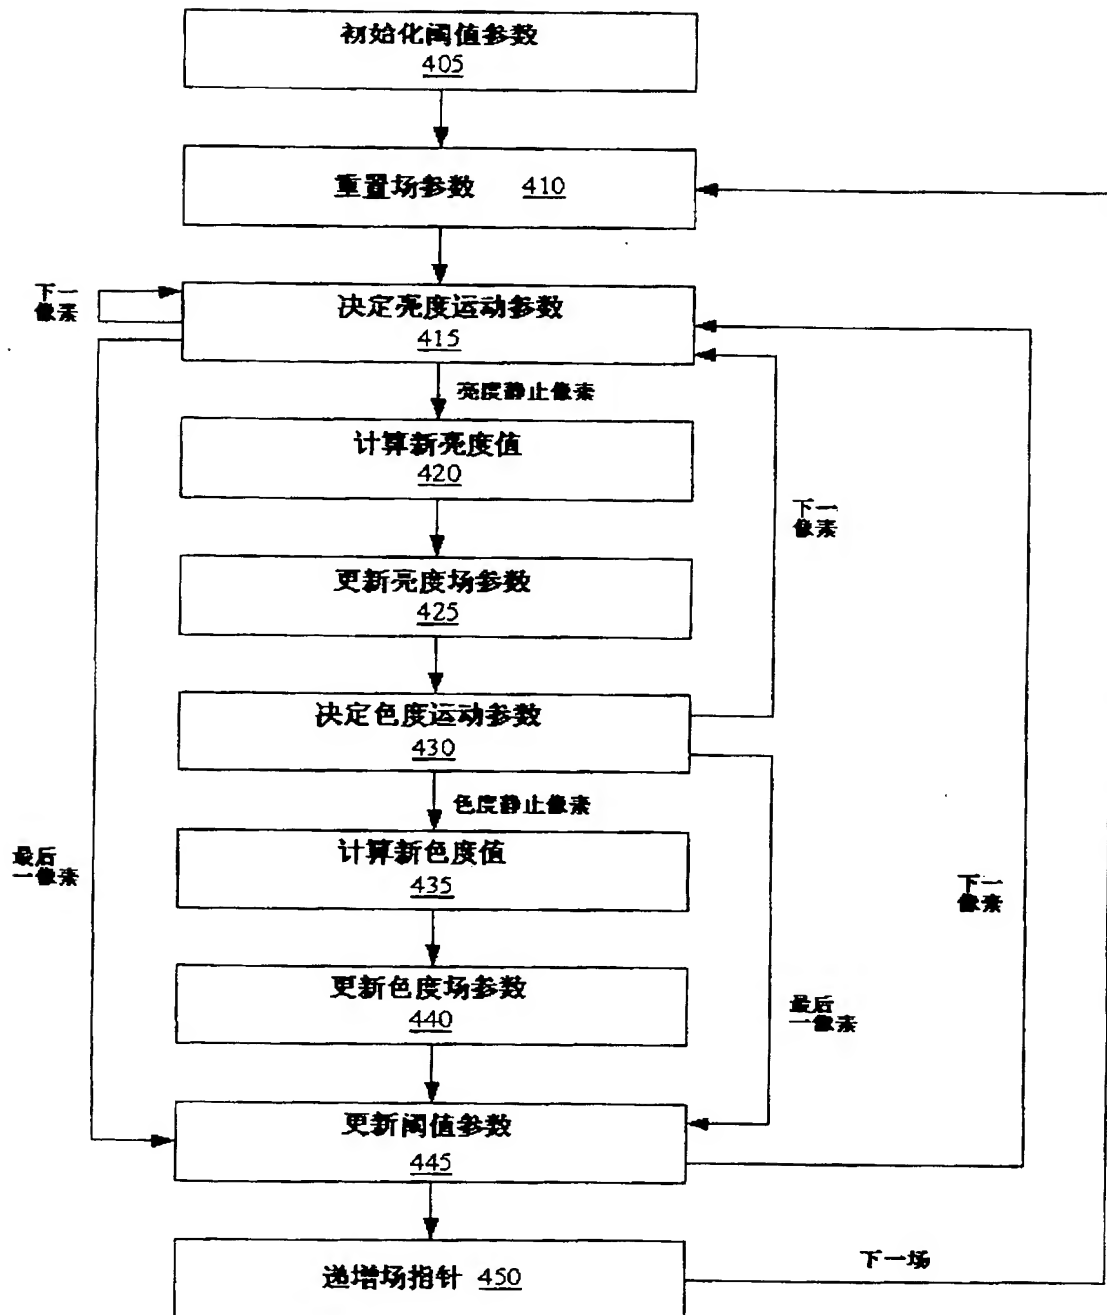 初始化阈值参数
405
重置场参数 410
下一
像素
决定亮度运动参数
415
亮度静止像素
计算新亮度值
420
下一
像素
更新亮度场参数
425
决定色度运动参数
430
色度静止像素
计算新色度值
435
最后
一像素
下一
像素
更新色度场参数
440
最后
一像素
更新阈值参数
445
下一场
递增场指针 450